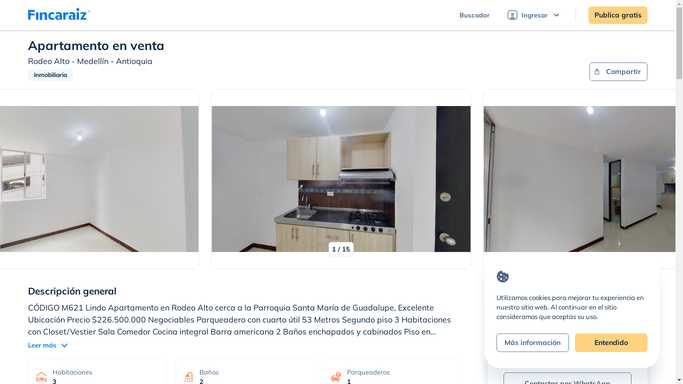 Fincaraiz
Buscador
Ingresar
Publica gratis
Apartamento en venta
Rodeo Alto - Medellín - Antioquia
Inmobiliaria
Compartir
1 / 15
Descripción general
CÓDIGO M621 Lindo Apartamento en Rodeo Alto cerca a la Parroquia Santa María de Guadalupe, Excelente
Ubicación Precio $226.500.000 Negociables Parqueadero con cuarto útil 53 Metros Segundo piso 3 Habitaciones
con Closet/Vestier Sala Comedor Cocina integral Barra americana 2 Baños enchapados y cabinados Piso en...
Leer más
Habitaciones
3
Baños
2
Parqueaderos
1
Utilizamos cookies para mejorar tu experiencia en
nuestro sitio web. Al continuar en el sitio
consideramos que aceptas su uso.
Más información
Entendido
Contactar por WhatsApp